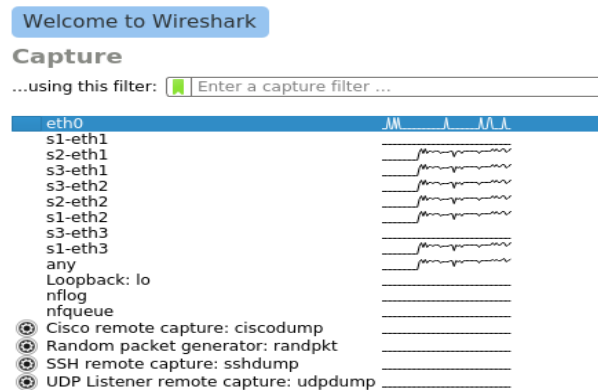 Welcome to Wireshark
Capture
...using this filter: Enter a capture filter ...
eth0
s1-eth1
s2-eth1
s3-eth1
s3-eth2
s2-eth2
s1-eth2
s3-eth3
s1-eth3
any
Loopback: lo
nflog
nfqueue
Cisco remote capture: ciscodump
Random packet generator: randpkt
SSH remote capture: sshdump
UDP Listener remote capture: udpdump